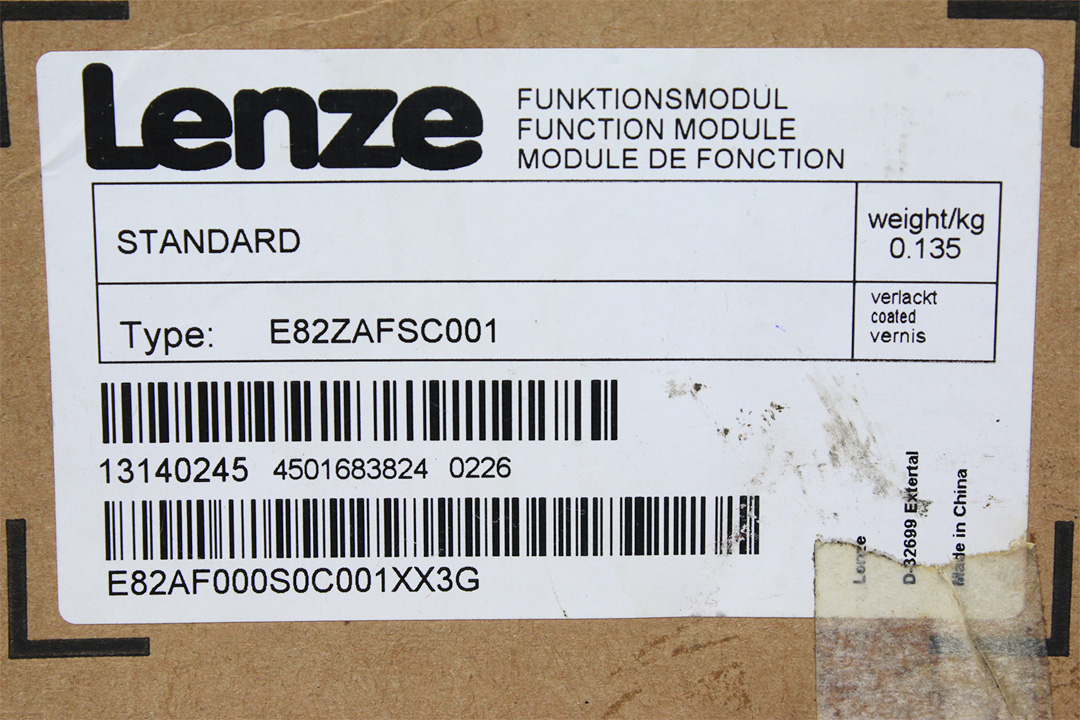 Lenze
FUNKTIONSMODUL
FUNCTION MODULE
MODULE DE FONCTION
STANDARD
weight/kg
0.135
Type: E82ZAFSC001
verlackt
coated
vernis
13140245 4501683824 0226
E82AF000S0C001XX3G
Lenze
D-32699 Extertal
Made in China